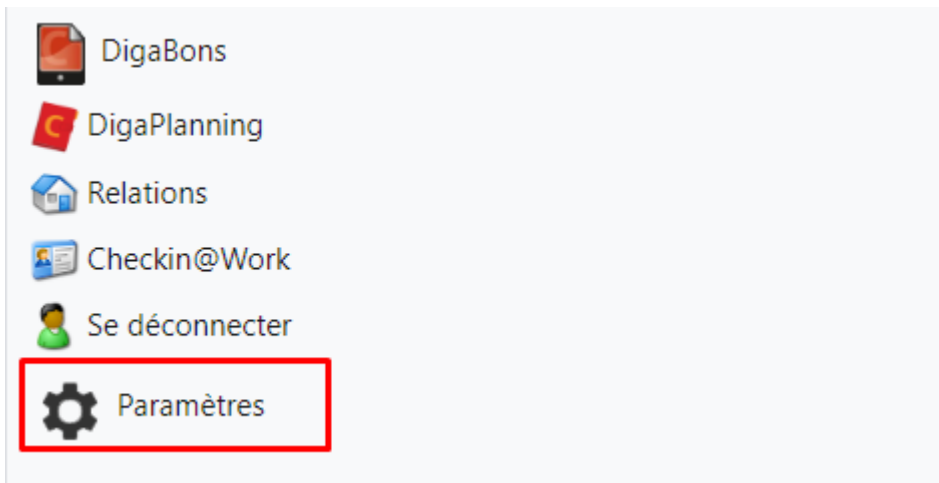 DigaBons
DigaPlanning
Relations
Checkin@Work
Se déconnecter
Paramètres